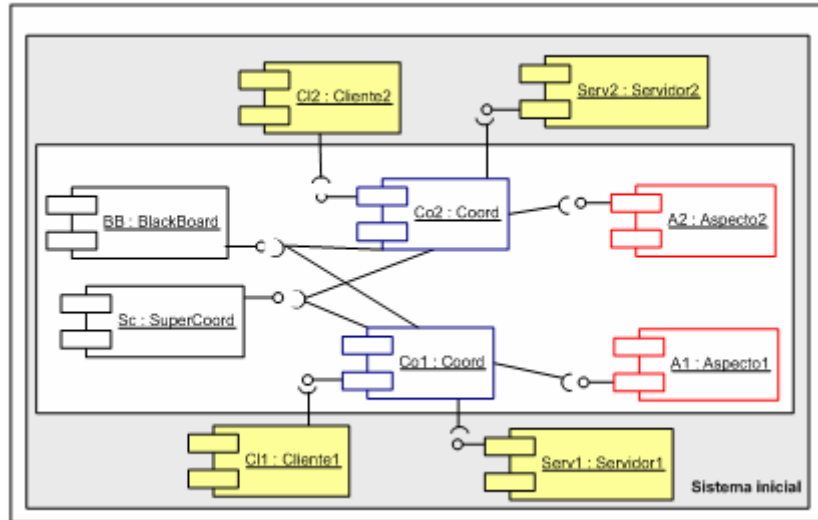 Cl2 : Cliente2
Serv2 : Servidor2
BB : BlackBoard
Co2 : Coord
A2 : Aspecto2
Sc : SuperCoord
Co1 : Coord
A1 : Aspecto1
Cl1 : Cliente1
Serv1 : Servidor1
Sistema inicial